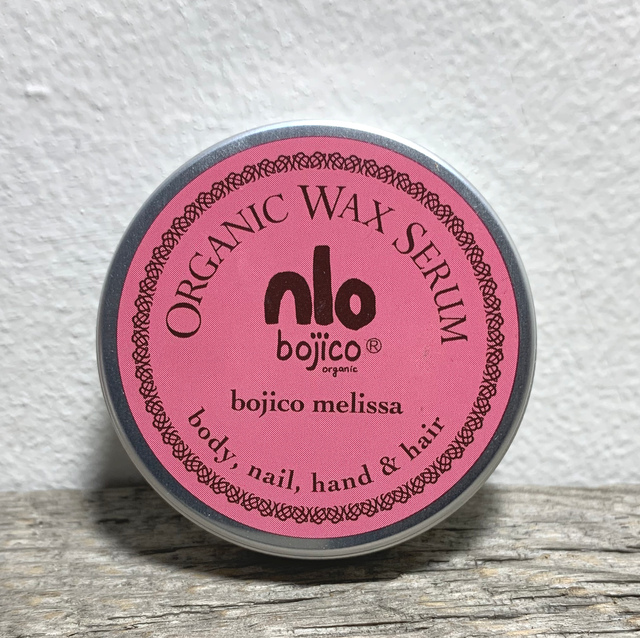 ORGANIC WAX SERUM
nlo
bojico®
organic
bojico melissa
body, nail, hand & hair